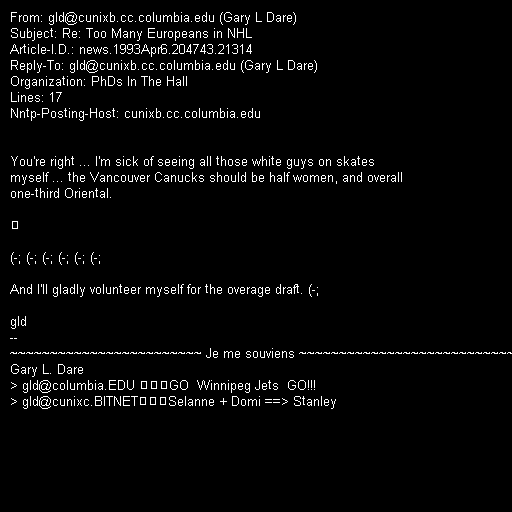 From: gld@cunixb.cc.columbia.edu (Gary L Dare)
Subject: Re: Too Many Europeans in NHL
Article-I.D.: news.1993Apr6.204743.21314
Reply-To: gld@cunixb.cc.columbia.edu (Gary L Dare)
Organization: PhDs In The Hall
Lines: 17
Nntp-Posting-Host: cunixb.cc.columbia.edu
You're right ... I'm sick of seeing all those white guys on skates
myself ... the Vancouver Canucks should be half women, and overall
one-third Oriental.
(-; (-; (-; (-; (-; (-;
And I'll gladly volunteer myself for the overage draft. (-;
gld
--
~~~~~~~~~~~~~~~~~~~~~~~~ Je me souviens ~~~~~~~~~~~~~~~~~~~~~~~~~~~
Gary L. Dare
> gld@columbia.EDU GO  Winnipeg Jets  GO!!!
> gld@cunixc.BITNET Selanne + Domi ==> Stanley